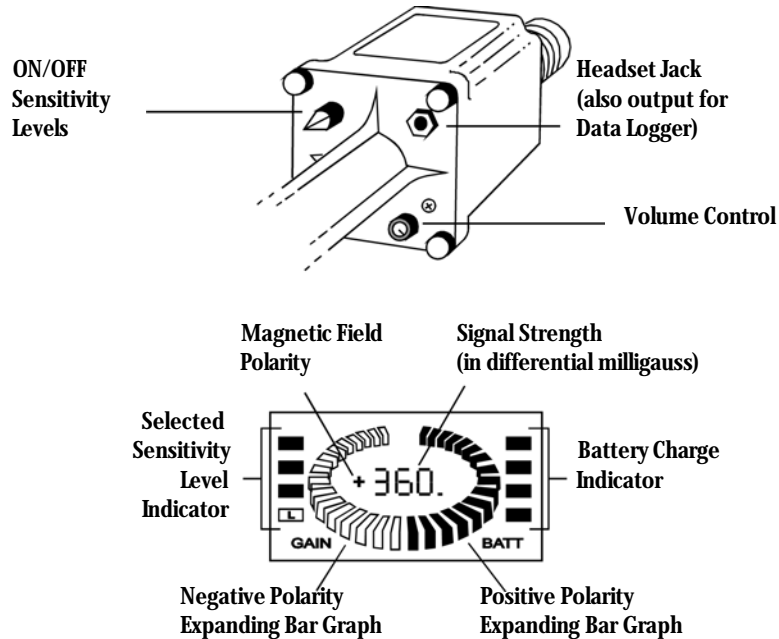 ON/OFF
Sensitivity
Levels
Headset Jack
(also output for
Data Logger)
Volume Control
Magnetic Field
Polarity
Signal Strength
(in differential milligauss)
Selected
Sensitivity
Level
Indicator
+360.
L
GAIN
BATT
Battery Charge
Indicator
Negative Polarity
Expanding Bar Graph
Positive Polarity
Expanding Bar Graph